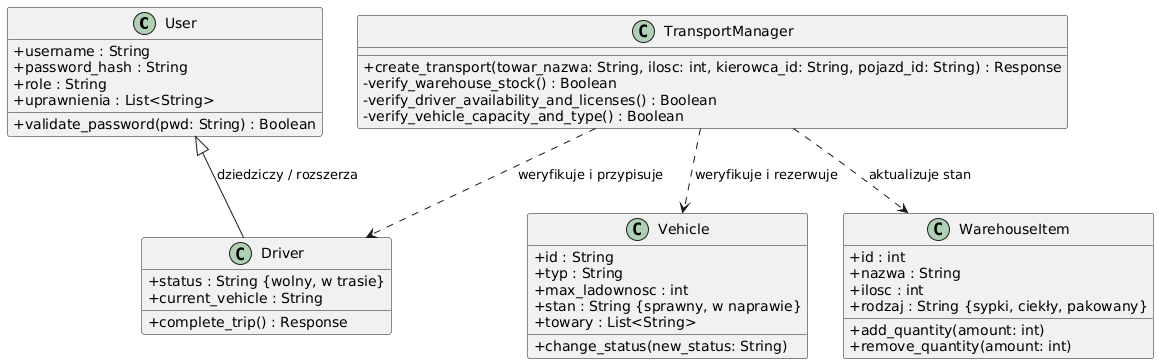 C User
+username : String
+password_hash : String
+role : String
+uprawnienia : List<String>
+validate_password(pwd: String) : Boolean
C TransportManager
+create_transport(towar_nazwa: String, ilosc: int, kierowca_id: String, pojazd_id: String) : Response
-verify_warehouse_stock() : Boolean
-verify_driver_availability_and_licenses() : Boolean
-verify_vehicle_capacity_and_type() : Boolean
dziedziczy / rozszerza
weryfikuje i przypisuje
weryfikuje i rezerwuje
aktualizuje stan
C Driver
+status : String {wolny, w trasie}
+current_vehicle : String
+complete_trip() : Response
C Vehicle
+id : String
+typ : String
+max_ladownosc : int
+stan : String {sprawny, w naprawie}
+towary : List<String>
+change_status(new_status: String)
C WarehouseItem
+id : int
+nazwa : String
+ilosc : int
+rodzaj : String {sypki, ciekły, pakowany}
+add_quantity(amount: int)
+remove_quantity(amount: int)